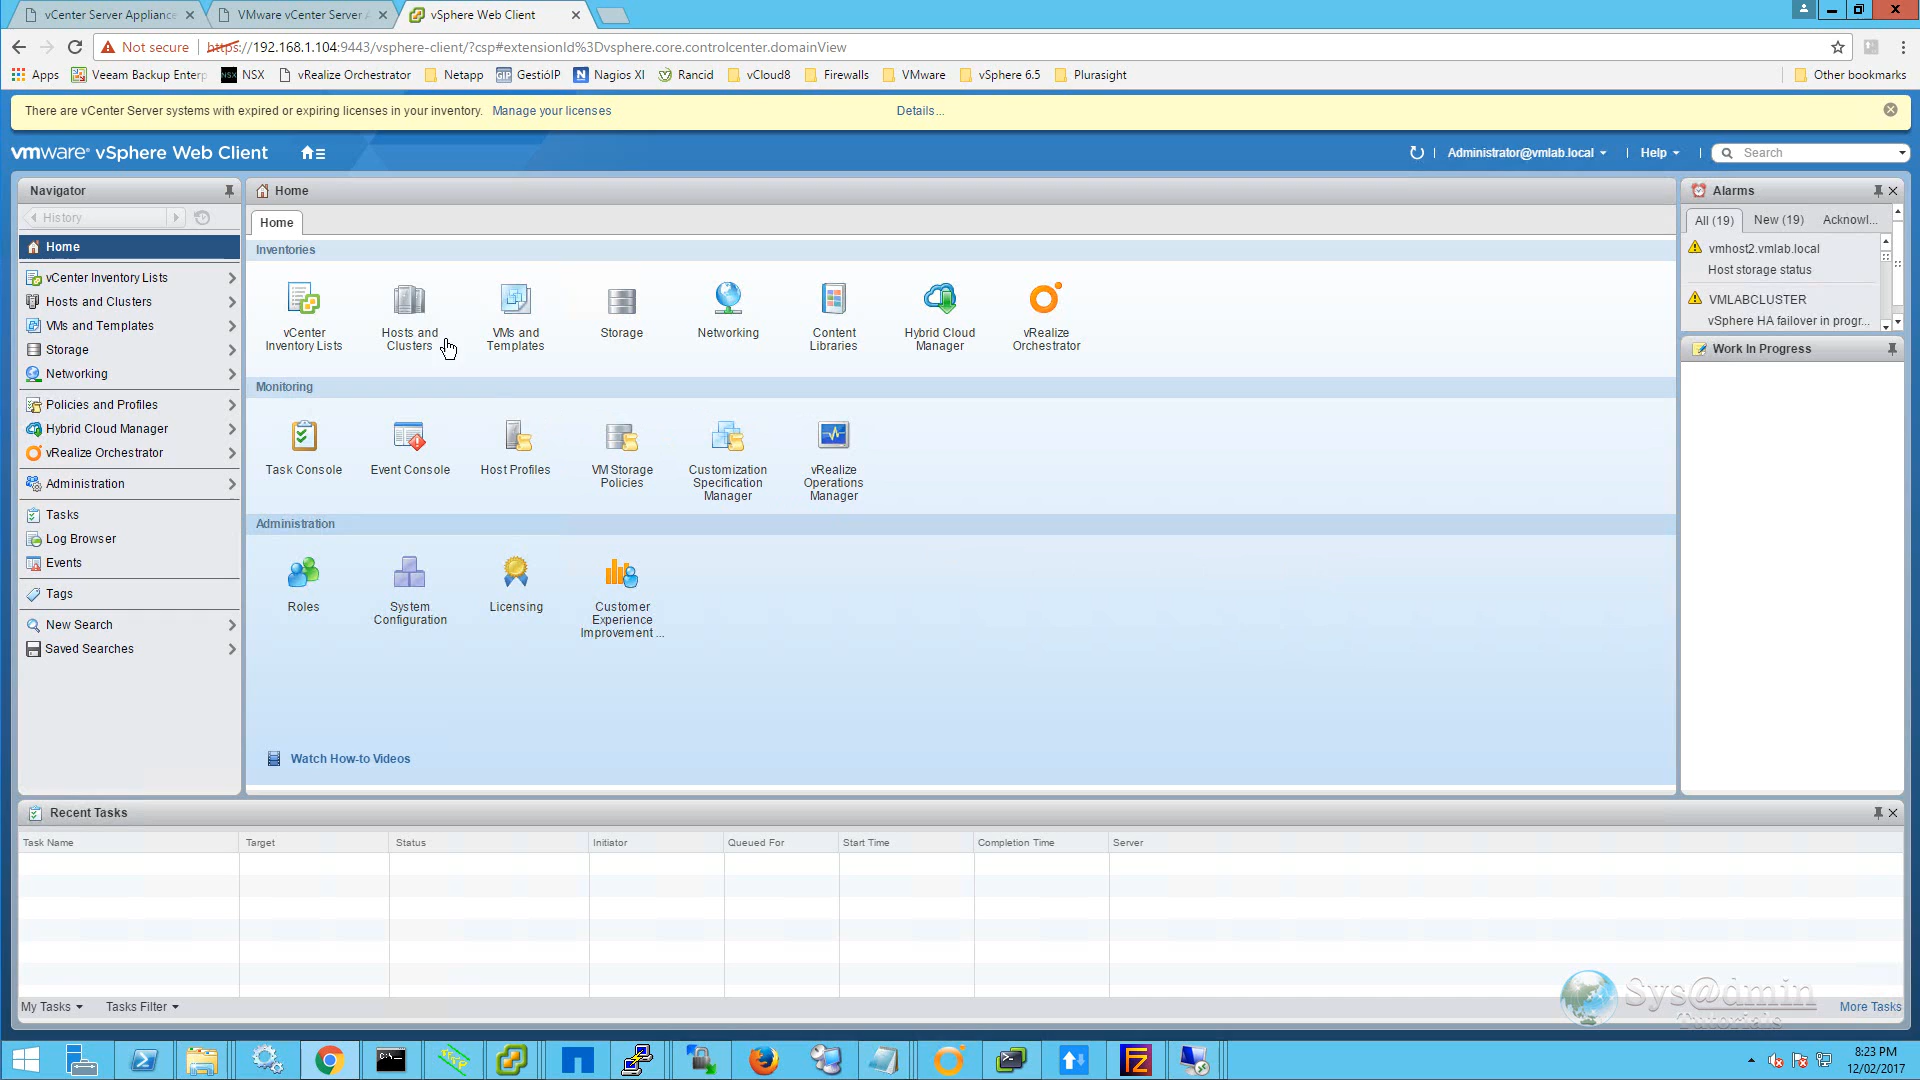 vCenter Server Appliance
VMware vCenter Server A
vSphere Web Client
Not secure
https://192.168.1.104:9443/vsphere-client/?csp#extensionId%3Dvsphere.core.controlcenter.domainView
Apps
Veeam Backup Enterp
NSX
vRealize Orchestrator
Netapp
GIP
GestióIP
Nagios XI
Rancid
vCloud8
Firewalls
VMware
vSphere 6.5
Plurasight
Other bookmarks
There are vCenter Server systems with expired or expiring licenses in your inventory. Manage your licenses
Details...
vmware® vSphere Web Client
Administrator@vmlab.local
Help
Search
Navigator
History
Home
vCenter Inventory Lists
Hosts and Clusters
VMs and Templates
Storage
Networking
Policies and Profiles
Hybrid Cloud Manager
vRealize Orchestrator
Administration
Tasks
Log Browser
Events
Tags
New Search
Saved Searches
Home
Home
Inventories
vCenter
Inventory Lists
Hosts and
Clusters
VMs and
Templates
Storage
Networking
Content
Libraries
Hybrid Cloud
Manager
vRealize
Orchestrator
Monitoring
Task Console
Event Console
Host Profiles
VM Storage
Policies
Customization
Specification
Manager
vRealize
Operations
Manager
Administration
Roles
System
Configuration
Licensing
Customer
Experience
Improvement ...
Watch How-to Videos
Alarms
All (19)
New (19)
Acknowl...
vmhost2.vmlab.local
Host storage status
VMLABCLUSTER
vSphere HA failover in progr...
Work In Progress
Recent Tasks
Task Name
Target
Status
Initiator
Queued For
Start Time
Completion Time
Server
My Tasks
Tasks Filter
More Tasks
Sys@dmin
Tutorials
8:23 PM
12/02/2017